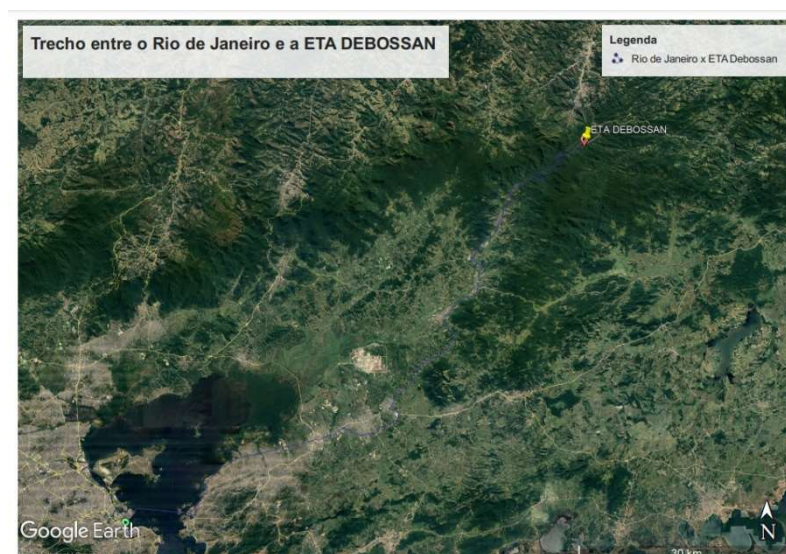 Trecho entre o Rio de Janeiro e a ETA DEBOSSAN
Legenda
Rio de Janeiro x ETA Debossan
ETA DEBOSSAN
Google Earth
N
30 km